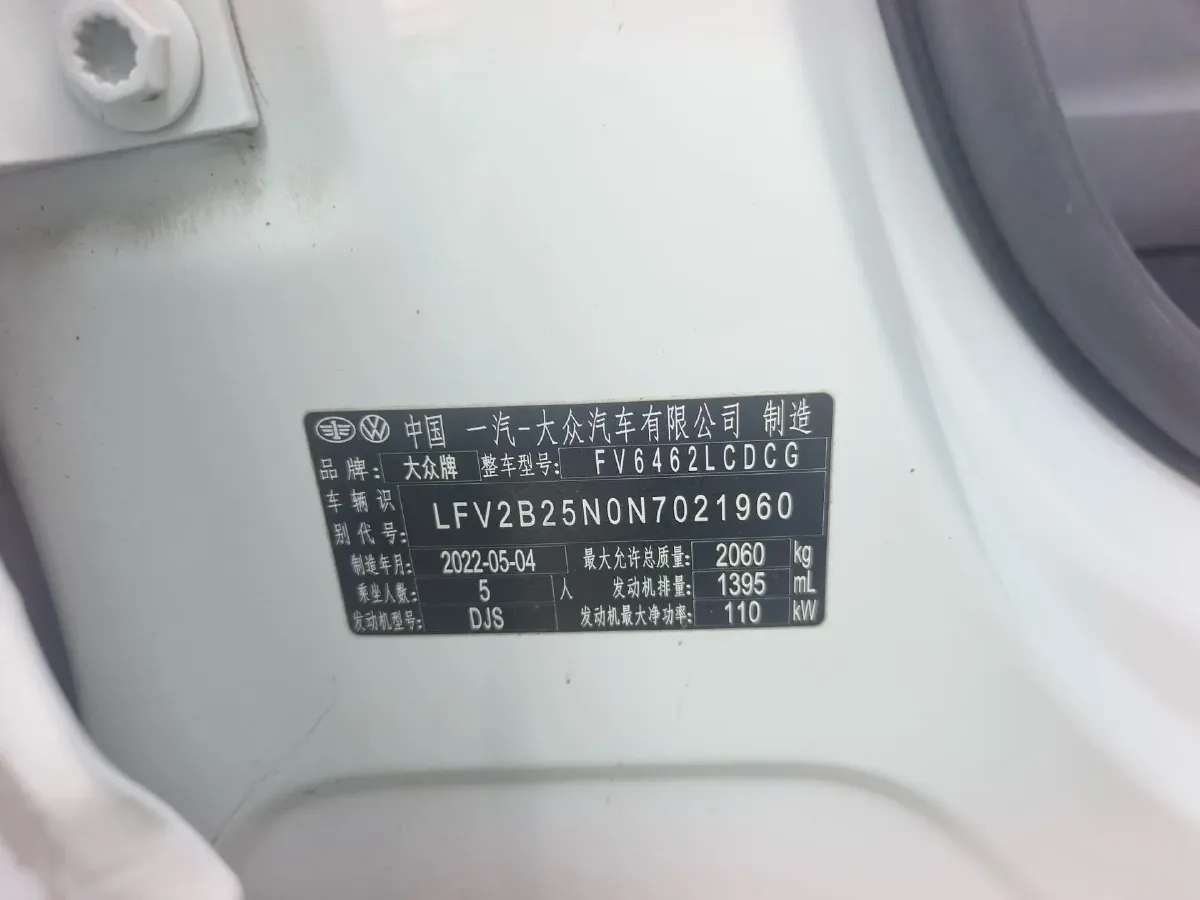 中国 一汽-大众汽车有限公司 制造
品牌: 大众牌 整车型号: FV6462LCDCG
车辆识别代号: LFV2B25N0N7021960
制造年月: 2022-05-04 最大允许总质量: 2060 kg
乘坐人数: 5 人 发动机排量: 1395 mL
发动机型号: DJS 发动机最大净功率: 110 kW